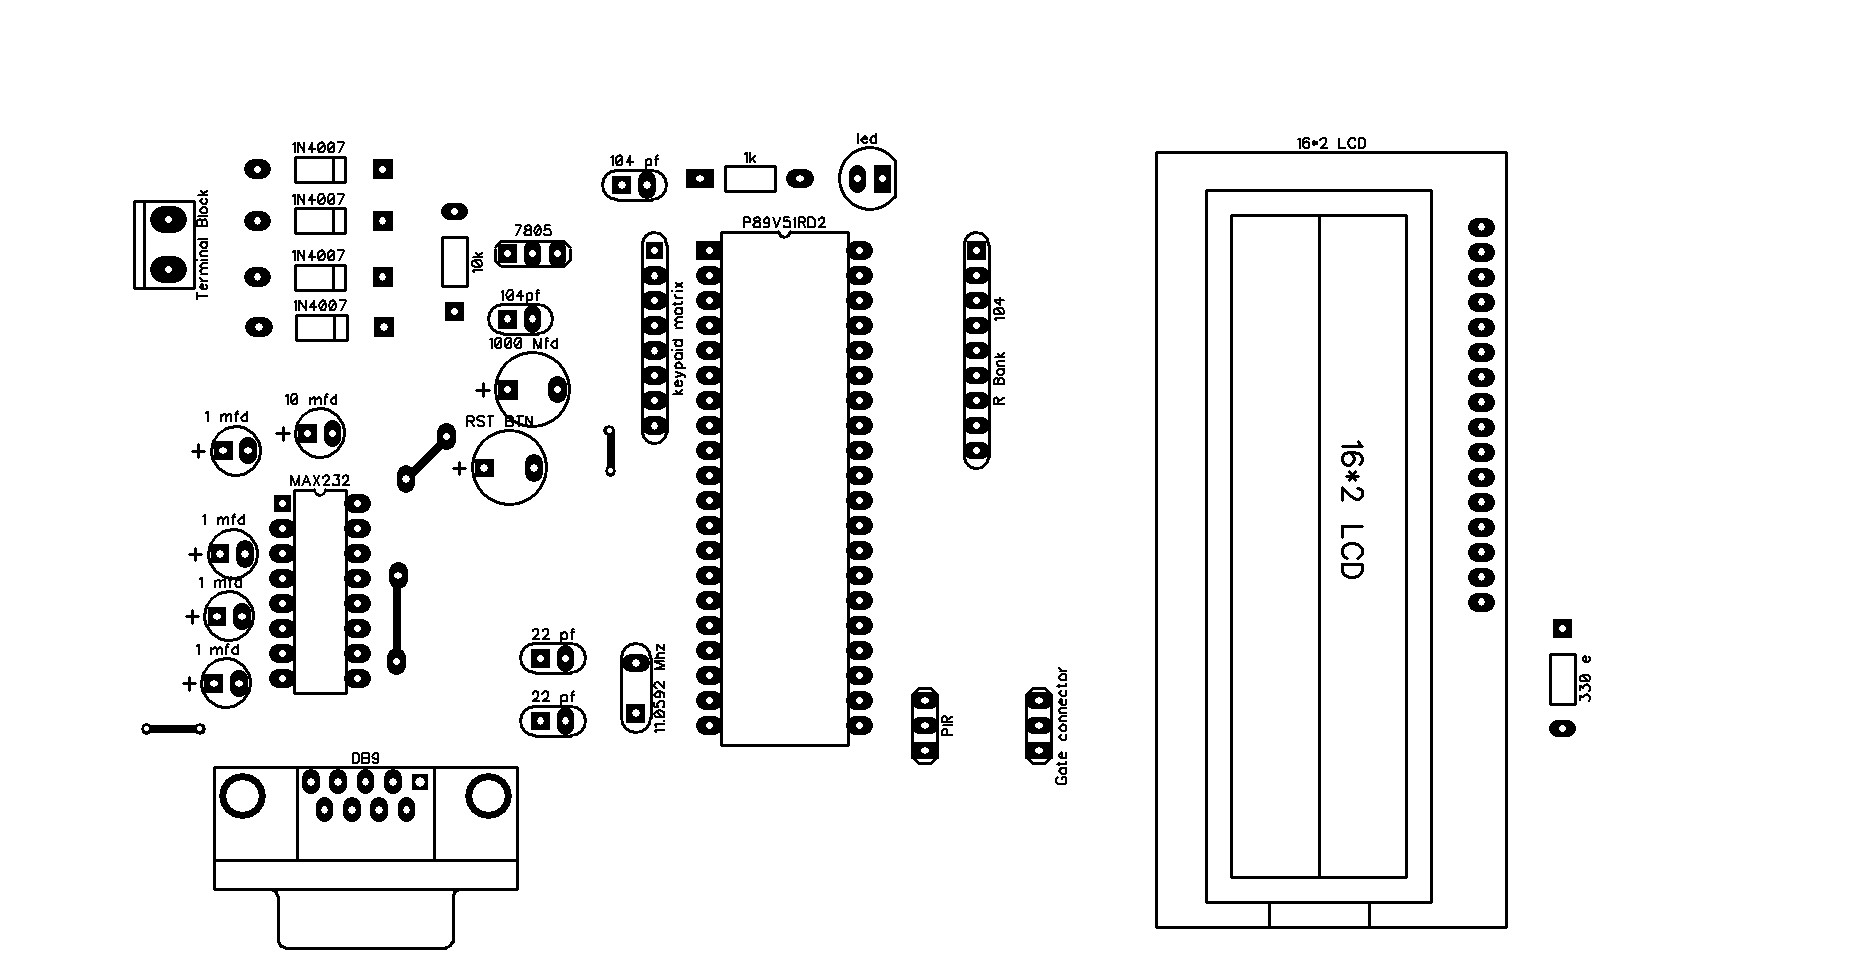 16*2 LCD
led
1N4007
104 pf
1k
Terminal Block
1N4007
P89V51RD2
7805
10k
1N4007
104pf
1N4007
keypaid matrix
R Bank 104
1000 Mfd
10 mfd
1 mfd
RST BTN
+
+
+
+
16*2 LCD
MAX232
1 mfd
+
1 mfd
+
22 pf
1 mfd
+
11.0592 Mhz
330 e
22 pf
PIR
Gate connector
DB9